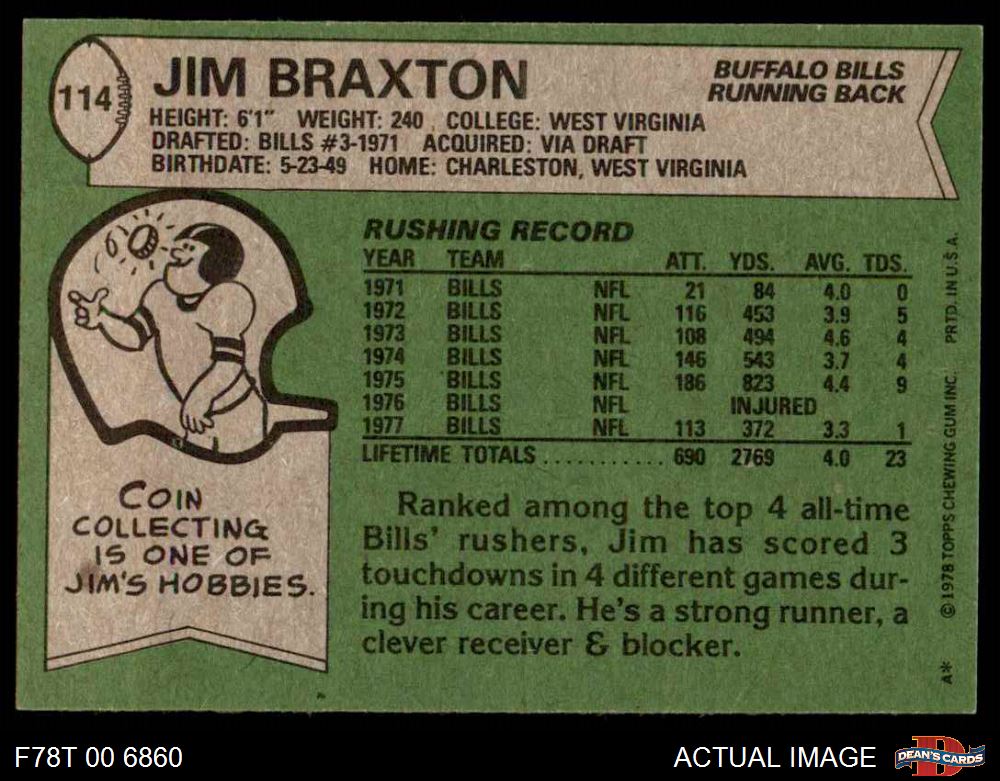 114
JIM BRAXTON
BUFFALO BILLS
RUNNING BACK
HEIGHT: 6'1" WEIGHT: 240 COLLEGE: WEST VIRGINIA
DRAFTED: BILLS #3-1971 ACQUIRED: VIA DRAFT
BIRTHDATE: 5-23-49 HOME: CHARLESTON, WEST VIRGINIA
RUSHING RECORD
YEAR TEAM ATT. YDS. AVG. TDS.
1971 BILLS NFL 21 84 4.0 0
1972 BILLS NFL 116 453 3.9 5
1973 BILLS NFL 108 494 4.6 4
1974 BILLS NFL 146 543 3.7 4
1975 BILLS NFL 186 823 4.4 9
1976 BILLS NFL INJURED
1977 BILLS NFL 113 372 3.3 1
LIFETIME TOTALS ............ 690 2769 4.0 23
COIN
COLLECTING
IS ONE OF
JIM'S HOBBIES.
Ranked among the top 4 all-time
Bills' rushers, Jim has scored 3
touchdowns in 4 different games dur-
ing his career. He's a strong runner, a
clever receiver & blocker.
A* © 1978 TOPPS CHEWING GUM INC. PRTD. IN U.S.A.
F78T 00 6860
ACTUAL IMAGE
D
DEAN'S CARDS